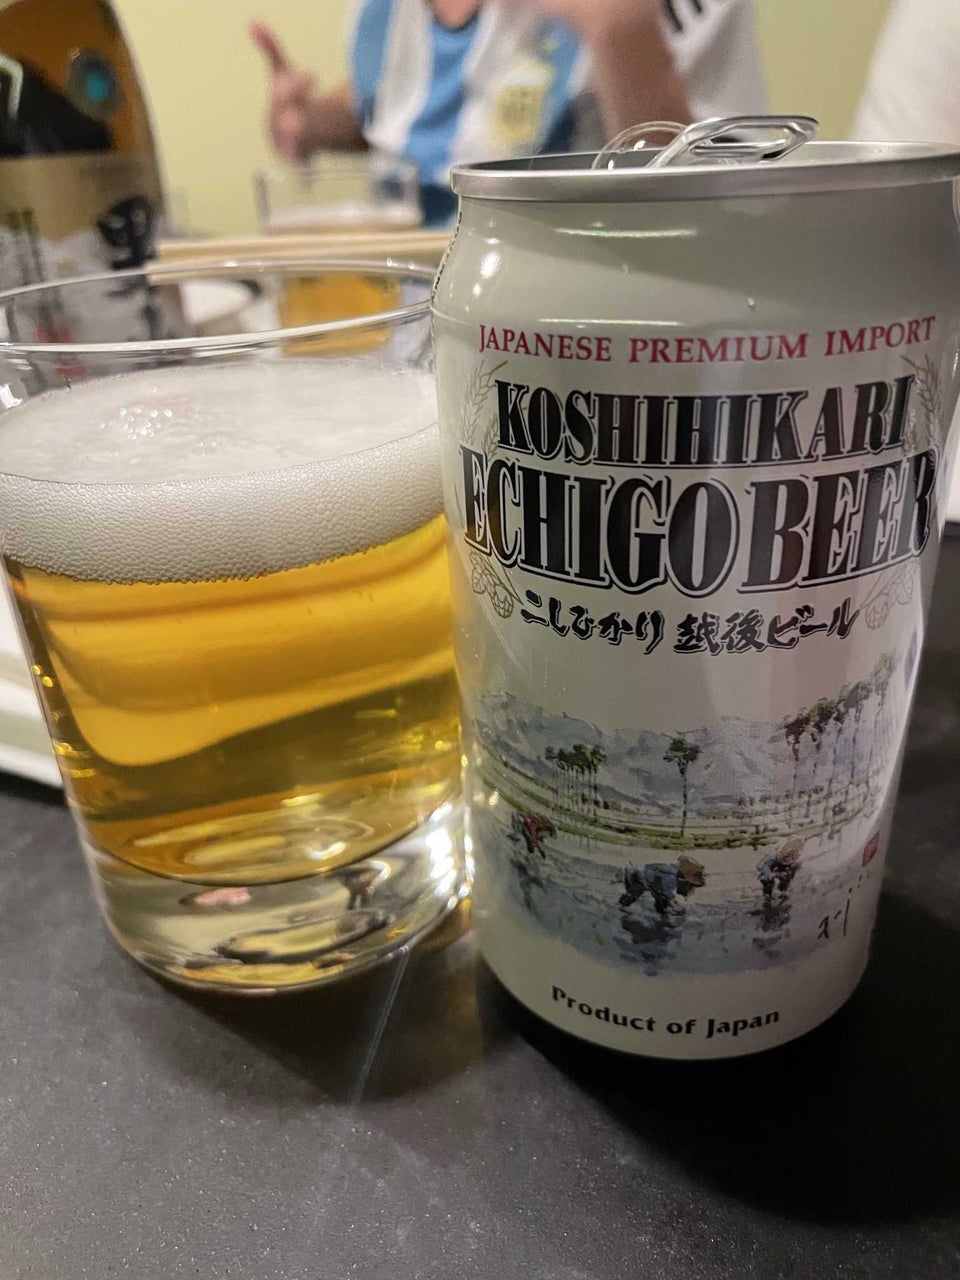 JAPANESE PREMIUM IMPORT
KOSHIHIKARI
ECHIGO BEER
こしひかり 越後ビール
Product of Japan